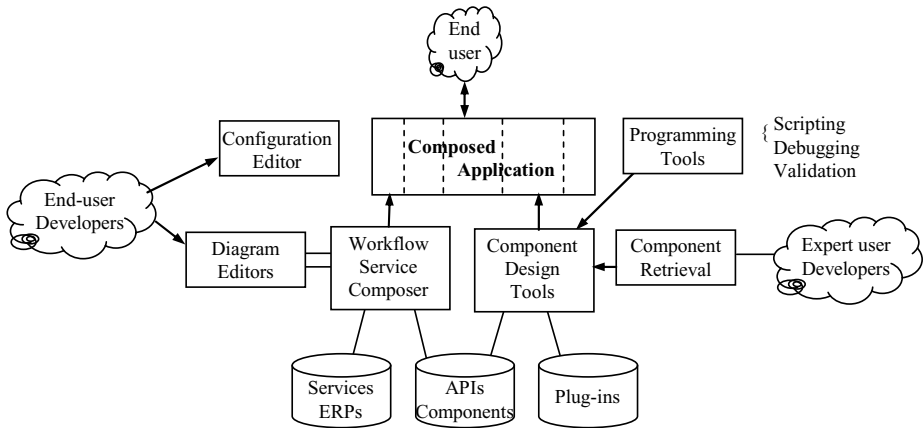 End
user
Configuration
Editor
Composed
Application
Programming
Tools
{ Scripting
Debugging
Validation
End-user
Developers
Diagram
Editors
Workflow
Service
Composer
Component
Design
Tools
Component
Retrieval
Expert user
Developers
Services
ERPs
APIs
Components
Plug-ins